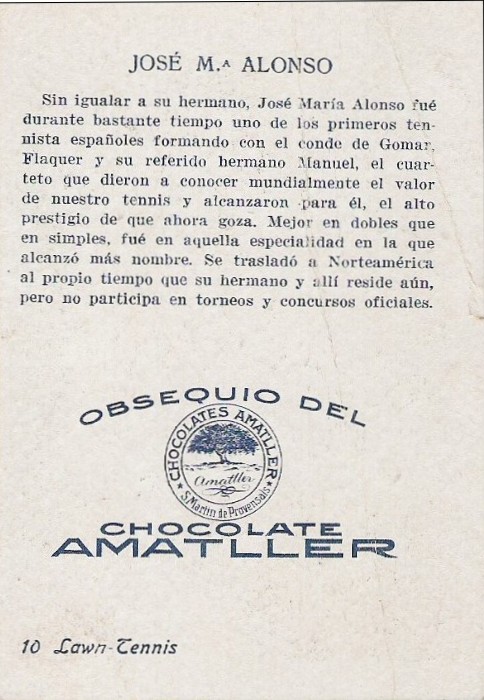 JOSÉ M.ᴬ ALONSO
Sin igualar a su hermano, José María Alonso fué
durante bastante tiempo uno de los primeros ten-
nista españoles formando con el conde de Gomar,
Flaquer y su referido hermano Manuel, el cuar-
teto que dieron a conocer mundialmente el valor
de nuestro tennis y alcanzaron para él, el alto
prestigio de que ahora goza. Mejor en dobles que
en simples, fué en aquella especialidad en la que
alcanzó más nombre. Se trasladó a Norteamérica
al propio tiempo que su hermano y allí reside aún,
pero no participa en torneos y concursos oficiales.
OBSEQUIO DEL
CHOCOLATES AMATLLER
Amatller
S. Martin de Provensals
CHOCOLATE
AMATLLER
10 Lawn-Tennis